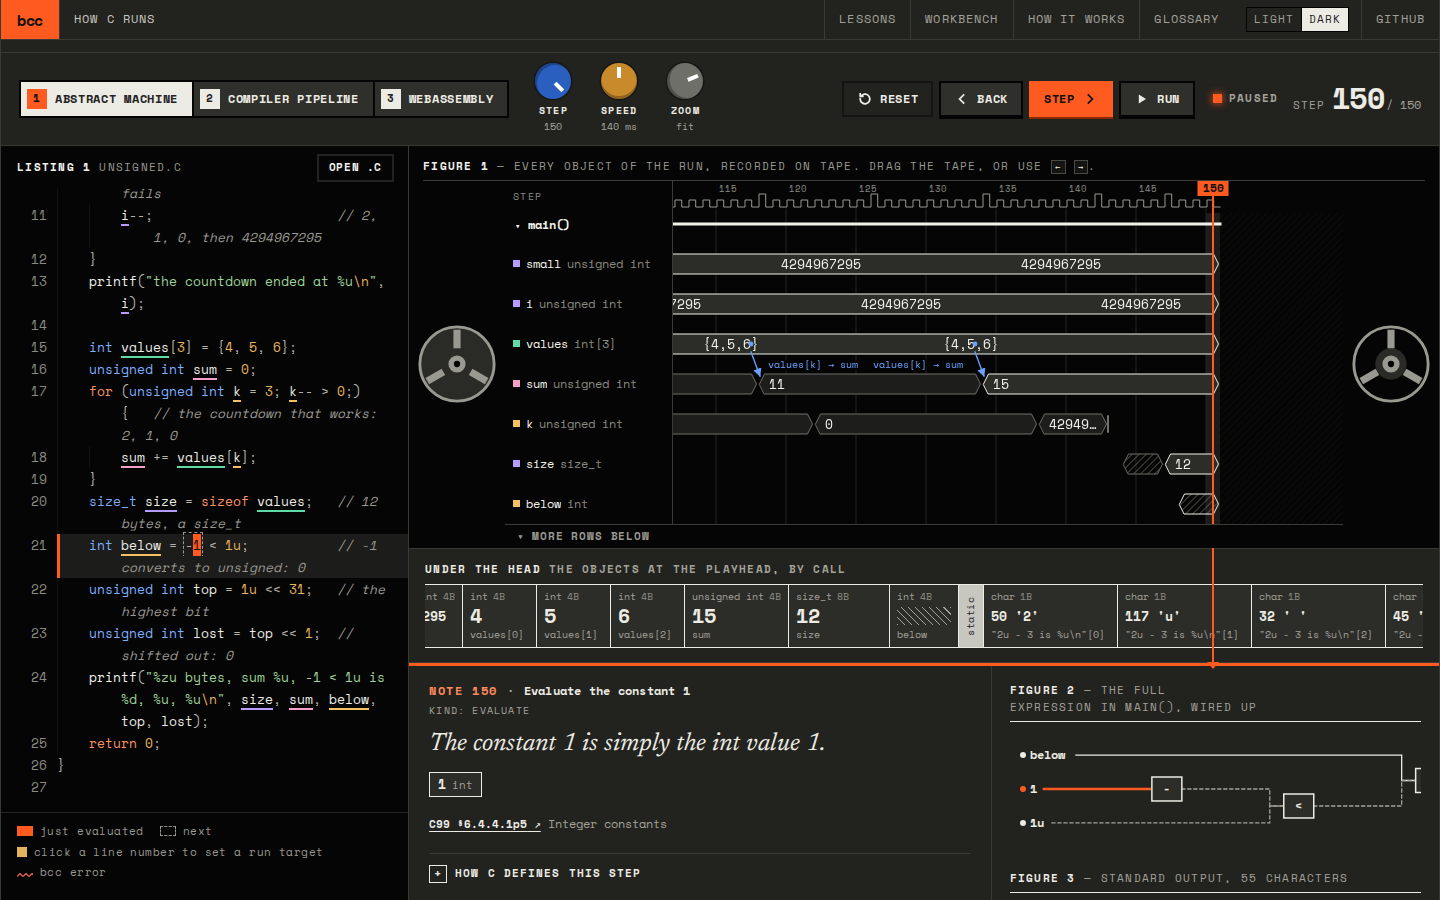 bcc HOW C RUNS LESSONS WORKBENCH HOW IT WORKS GLOSSARY LIGHT DARK GITHUB
1 ABSTRACT MACHINE 2 COMPILER PIPELINE 3 WEBASSEMBLY
STEP SPEED ZOOM
150 140 ms fit
RESET BACK STEP RUN PAUSED STEP 150 / 150
LISTING 1 UNSIGNED.C OPEN .C
fails
11 i--; // 2,
1, 0, then 4294967295
12 }
13 printf("the countdown ended at %u\n",
i);
14
15 int values[3] = {4, 5, 6};
16 unsigned int sum = 0;
17 for (unsigned int k = 3; k-- > 0;)
{ // the countdown that works:
2, 1, 0
18 sum += values[k];
19 }
20 size_t size = sizeof values; // 12
bytes, a size_t
21 int below = -1 < 1u; // -1
converts to unsigned: 0
22 unsigned int top = 1u << 31; // the
highest bit
23 unsigned int lost = top << 1; //
shifted out: 0
24 printf("%zu bytes, sum %u, -1 < 1u is
%d, %u, %u\n", size, sum, below,
top, lost);
25 return 0;
26 }
27
just evaluated next
click a line number to set a run target
bcc error
FIGURE 1 — EVERY OBJECT OF THE RUN, RECORDED ON TAPE. DRAG THE TAPE, OR USE ← →.
STEP 115 120 125 130 135 140 145 150
▾ main()
small unsigned int 4294967295 4294967295
i unsigned int 7295 4294967295 4294967295
values int[3] {4,5,6} {4,5,6}
values[k] → sum values[k] → sum
sum unsigned int 11 15
k unsigned int 0 42949…
size size_t 12
below int
▾ MORE ROWS BELOW
UNDER THE HEAD THE OBJECTS AT THE PLAYHEAD, BY CALL
nt 4B int 4B int 4B int 4B unsigned int 4B size_t 8B int 4B static char 1B char 1B char 1B char
295 4 5 6 15 12 50 '2' 117 'u' 32 ' ' 45 '
values[0] values[1] values[2] sum size below "2u - 3 is %u\n"[0] "2u - 3 is %u\n"[1] "2u - 3 is %u\n"[2] "2u -
NOTE 150 · Evaluate the constant 1
KIND: EVALUATE
The constant 1 is simply the int value 1.
1 int
C99 §6.4.4.1p5 ↗ Integer constants
+ HOW C DEFINES THIS STEP
FIGURE 2 — THE FULL
EXPRESSION IN MAIN(), WIRED UP
below
1 -
<
1u
FIGURE 3 — STANDARD OUTPUT, 55 CHARACTERS